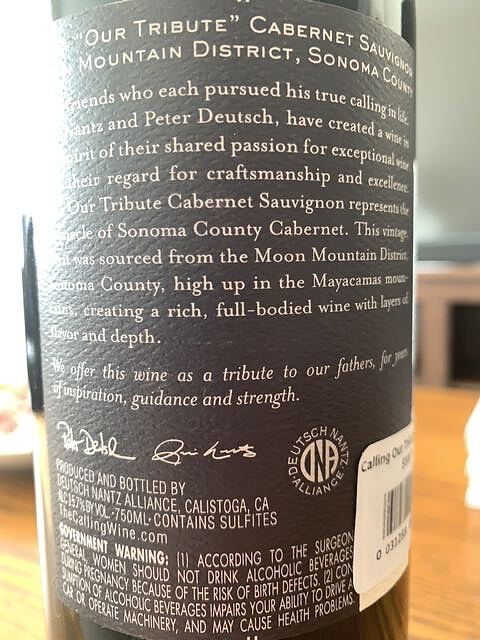 "OUR TRIBUTE" CABERNET SAUVIGNON
MOUNTAIN DISTRICT, SONOMA COUNTY
who each pursued his true calling in life,
and Peter Deutsch, have created a wine in
of their shared passion for exceptional wine
their regard for craftsmanship and excellence.
Our Tribute Cabernet Sauvignon represents the
of Sonoma County Cabernet. This vintage,
was sourced from the Moon Mountain District,
County, high up in the Mayacamas moun-
creating a rich, full-bodied wine with layers of
and depth.
We offer this wine as a tribute to our fathers, for years
of inspiration, guidance and strength.
DEUTSCH NANTZ ALLIANCE
DNA
PRODUCED AND BOTTLED BY
DEUTSCH NANTZ ALLIANCE, CALISTOGA, CA
ALC 15.7% BY VOL·750ML·CONTAINS SULFITES
TheCallingWine.com
GOVERNMENT WARNING: (1) ACCORDING TO THE SURGEON
GENERAL, WOMEN SHOULD NOT DRINK ALCOHOLIC BEVERAGES
DURING PREGNANCY BECAUSE OF THE RISK OF BIRTH DEFECTS. (2) CON
SUMPTION OF ALCOHOLIC BEVERAGES IMPAIRS YOUR ABILITY TO DRIVE A
CAR OR OPERATE MACHINERY, AND MAY CAUSE HEALTH PROBLEMS.
Calling Our